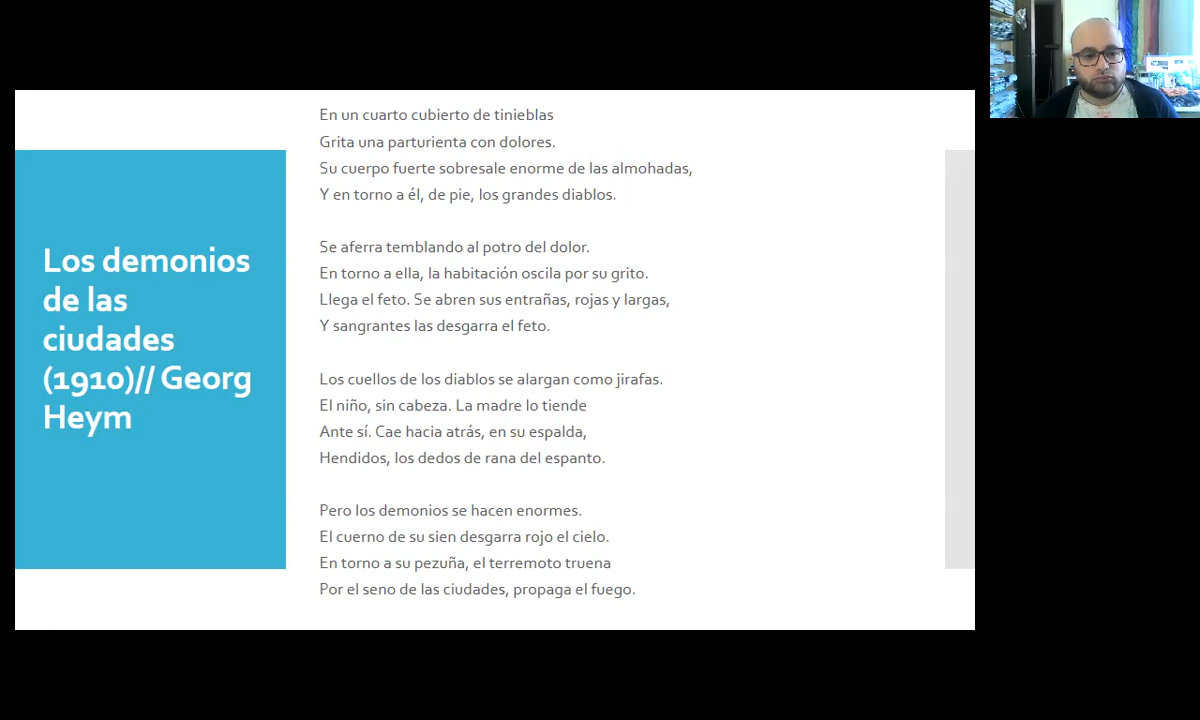 Los demonios
de las
ciudades
(1910)// Georg
Heym
En un cuarto cubierto de tinieblas
Grita una parturienta con dolores.
Su cuerpo fuerte sobresale enorme de las almohadas,
Y en torno a él, de pie, los grandes diablos.
Se aferra temblando al potro del dolor.
En torno a ella, la habitación oscila por su grito.
Llega el feto. Se abren sus entrañas, rojas y largas,
Y sangrantes las desgarra el feto.
Los cuellos de los diablos se alargan como jirafas.
El niño, sin cabeza. La madre lo tiende
Ante sí. Cae hacia atrás, en su espalda,
Hendidos, los dedos de rana del espanto.
Pero los demonios se hacen enormes.
El cuerno de su sien desgarra rojo el cielo.
En torno a su pezuña, el terremoto truena
Por el seno de las ciudades, propaga el fuego.